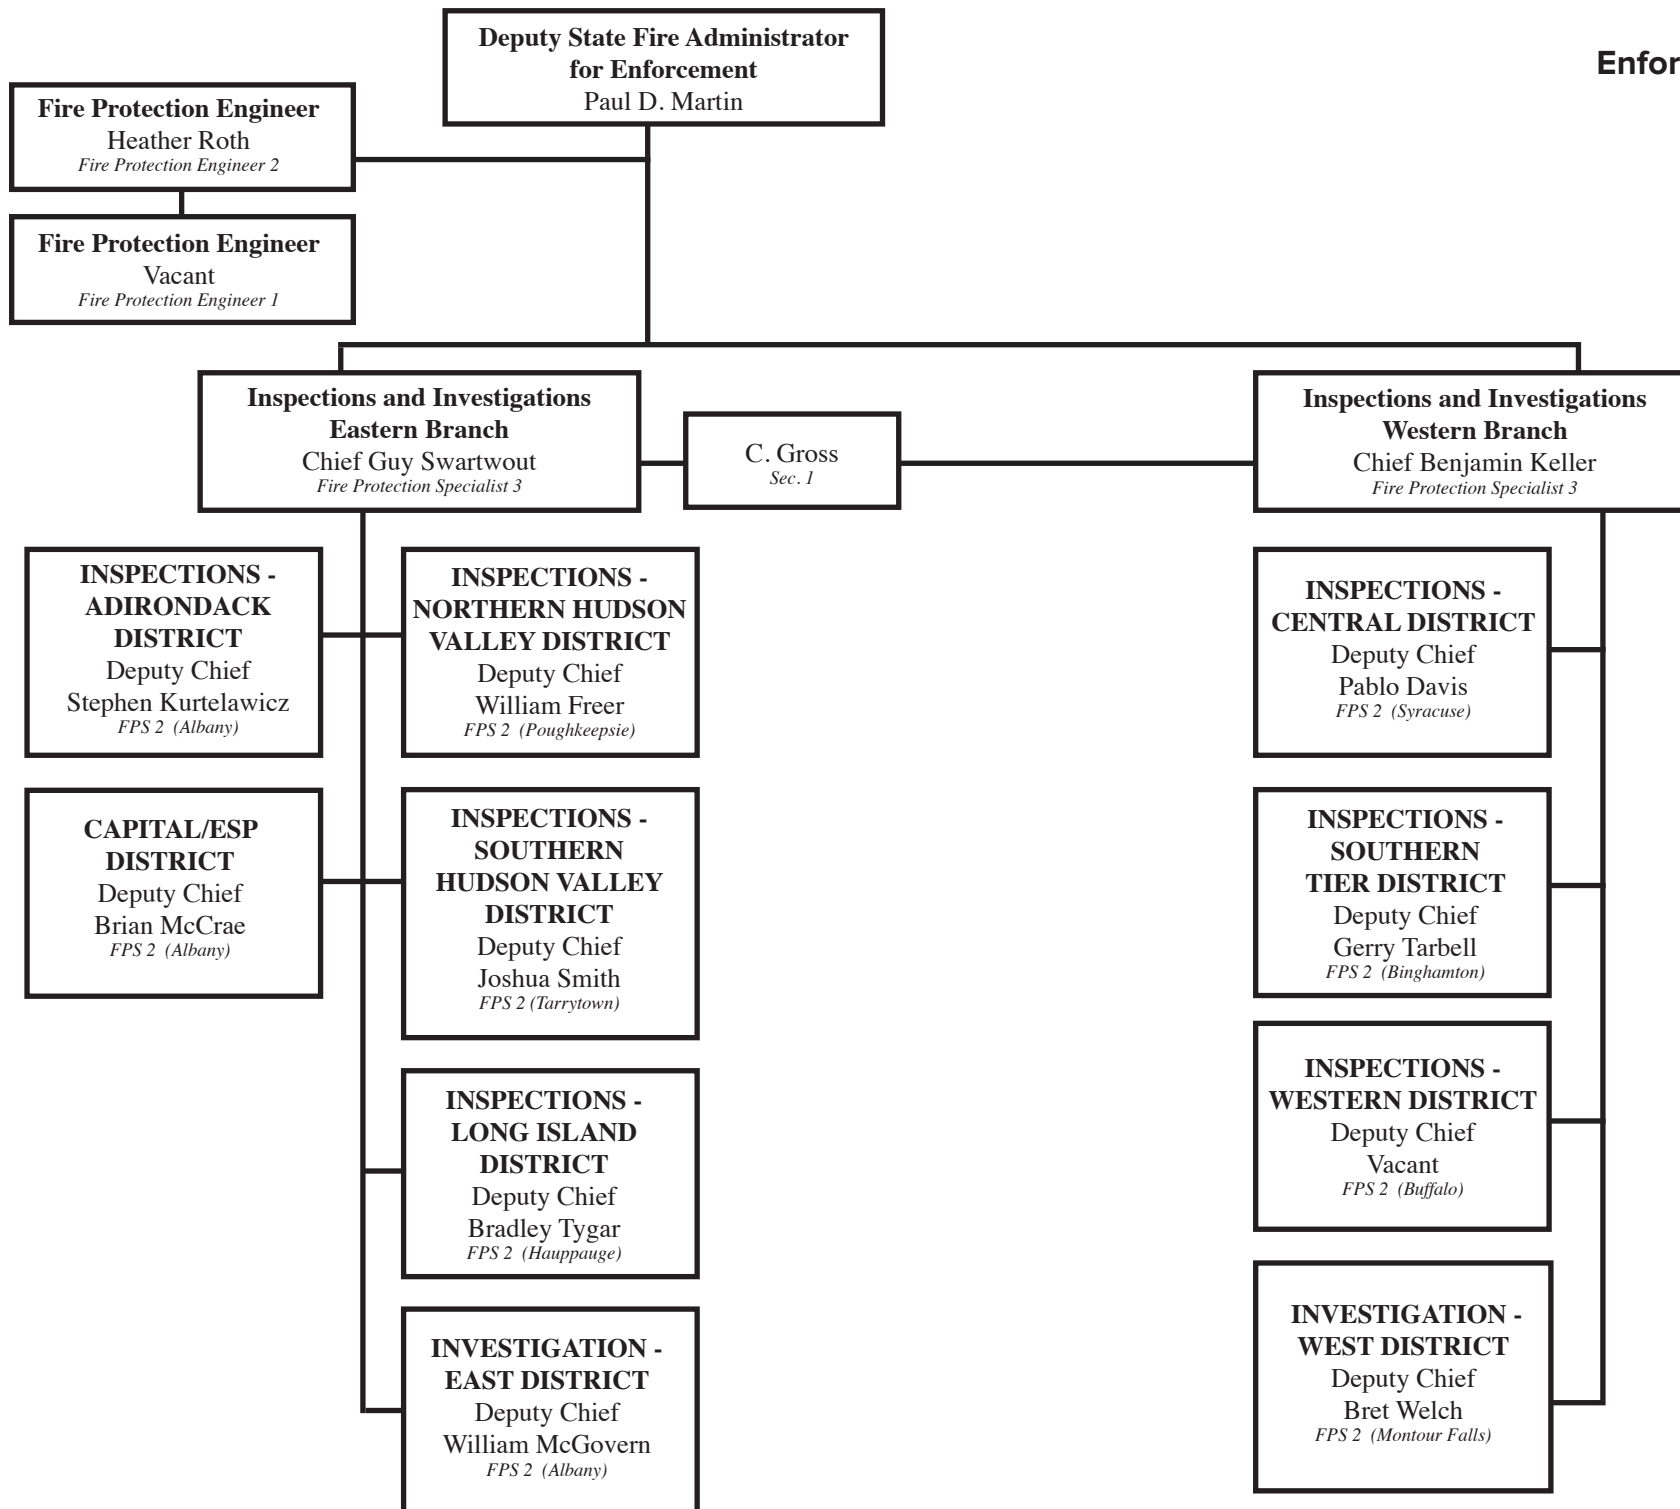 Deputy State Fire Administrator
for Enforcement
Paul D. Martin
Enfor
Fire Protection Engineer
Heather Roth
Fire Protection Engineer 2
Fire Protection Engineer
Vacant
Fire Protection Engineer 1
Inspections and Investigations
Eastern Branch
Chief Guy Swartwout
Fire Protection Specialist 3
C. Gross
Sec. 1
Inspections and Investigations
Western Branch
Chief Benjamin Keller
Fire Protection Specialist 3
INSPECTIONS -
ADIRONDACK
DISTRICT
Deputy Chief
Stephen Kurtelawicz
FPS 2 (Albany)
INSPECTIONS -
NORTHERN HUDSON
VALLEY DISTRICT
Deputy Chief
William Freer
FPS 2 (Poughkeepsie)
INSPECTIONS -
CENTRAL DISTRICT
Deputy Chief
Pablo Davis
FPS 2 (Syracuse)
CAPITAL/ESP
DISTRICT
Deputy Chief
Brian McCrae
FPS 2 (Albany)
INSPECTIONS -
SOUTHERN
HUDSON VALLEY
DISTRICT
Deputy Chief
Joshua Smith
FPS 2 (Tarrytown)
INSPECTIONS -
SOUTHERN
TIER DISTRICT
Deputy Chief
Gerry Tarbell
FPS 2 (Binghamton)
INSPECTIONS -
LONG ISLAND
DISTRICT
Deputy Chief
Bradley Tygar
FPS 2 (Hauppauge)
INSPECTIONS -
WESTERN DISTRICT
Deputy Chief
Vacant
FPS 2 (Buffalo)
INVESTIGATION -
EAST DISTRICT
Deputy Chief
William McGovern
FPS 2 (Albany)
INVESTIGATION -
WEST DISTRICT
Deputy Chief
Bret Welch
FPS 2 (Montour Falls)